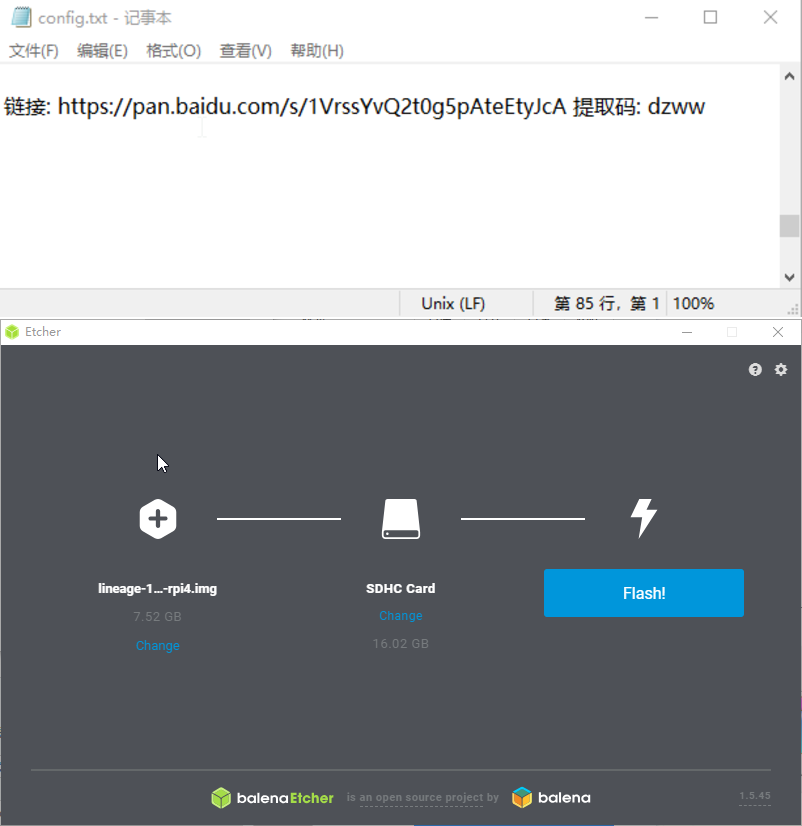 config.txt - 记事本
文件(F) 编辑(E) 格式(O) 查看(V) 帮助(H)
链接: https://pan.baidu.com/s/1VrssYvQ2t0g5pAteEtyJcA 提取码: dzww
Unix (LF) 第 85 行，第 1 100%
Etcher
lineage-1...-rpi4.img SDHC Card Flash!
7.52 GB Change
Change 16.02 GB
balenaEtcher is an open source project by balena 1.5.45